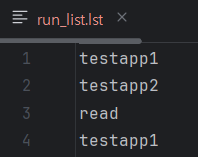 run_list.lst
1 testapp1
2 testapp2
3 read
4 testapp1